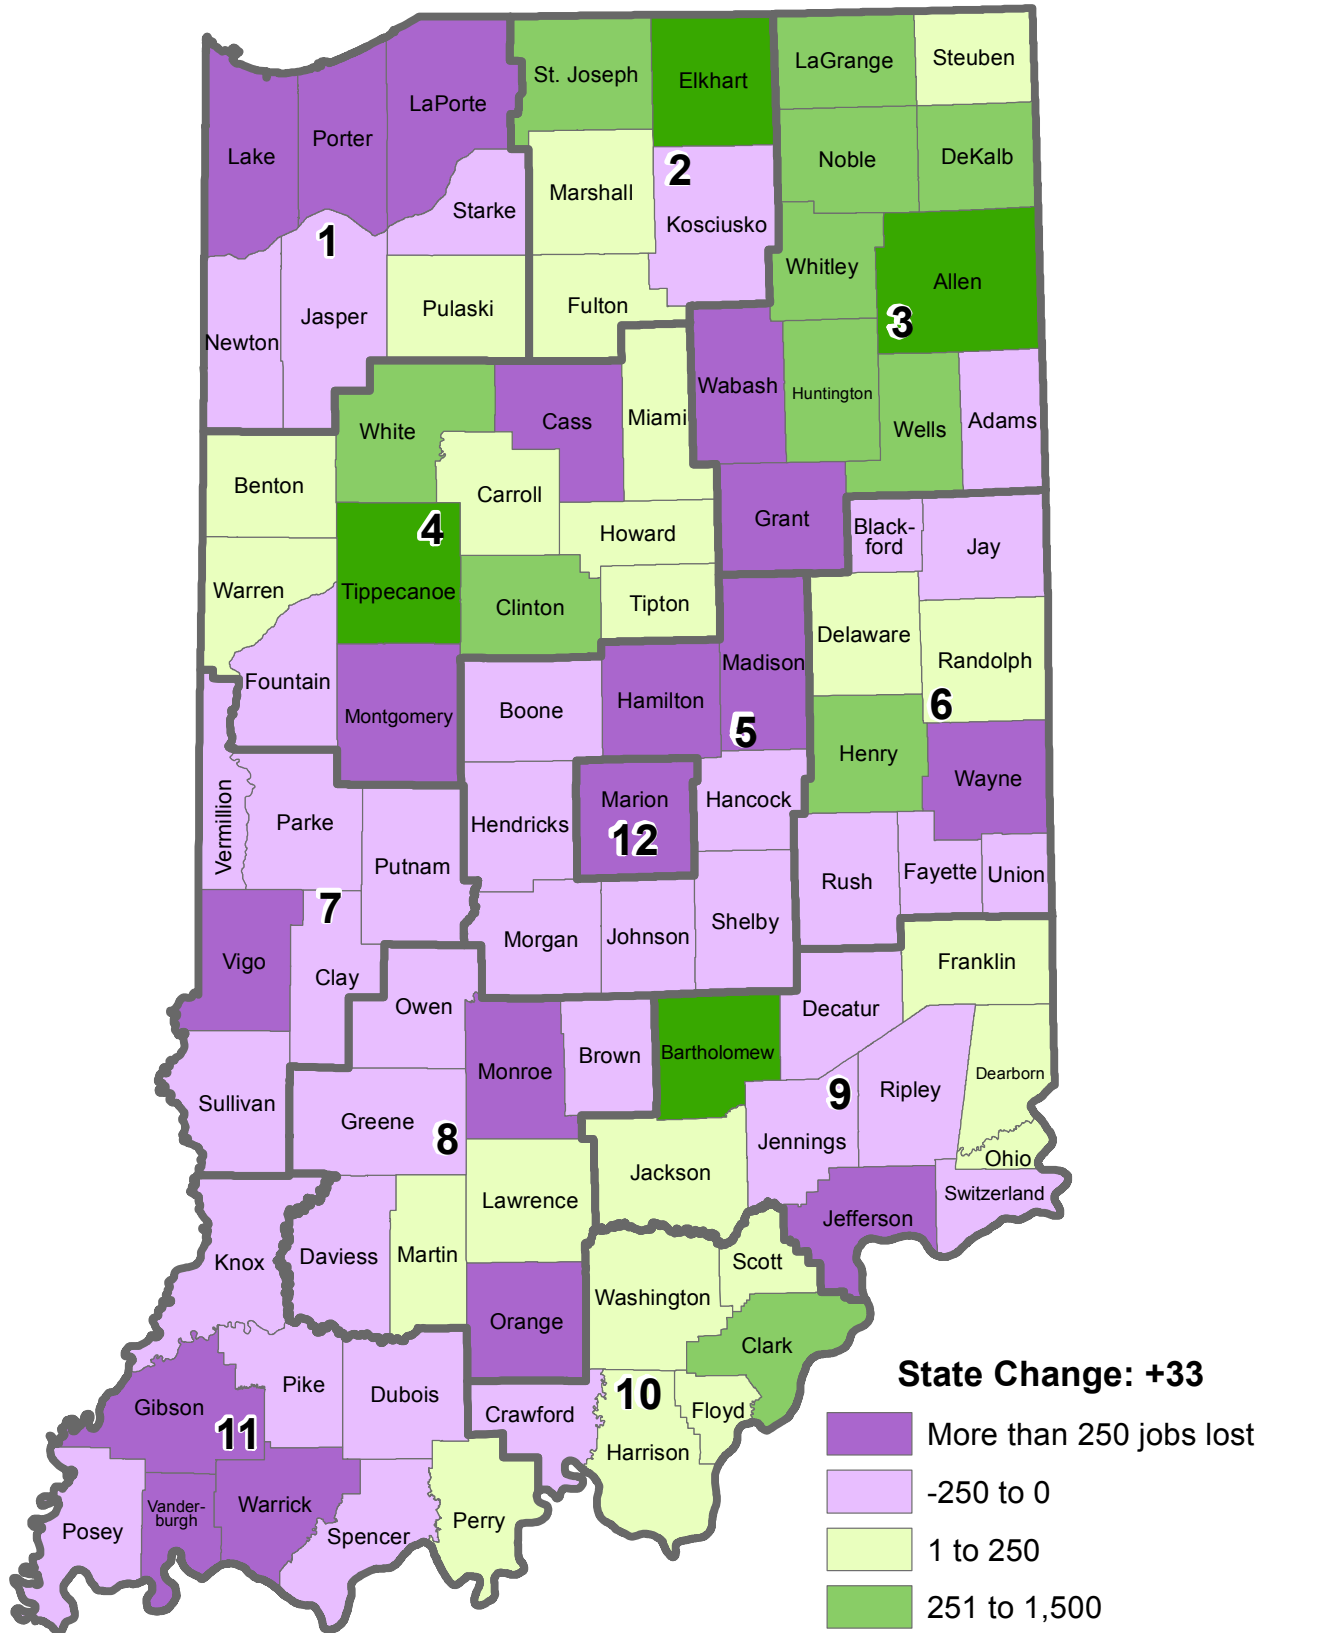 LaGrange
Steuben
St. Joseph
Elkhart
LaPorte
Porter
Lake
Noble
DeKalb
2
Marshall
Starke
Kosciusko
1
Whitley
Allen
Fulton
Pulaski
Jasper
3
Newton
Wabash
Huntington
Miami
Cass
White
Wells
Adams
Benton
Carroll
Grant
4
Howard
Black-
ford
Jay
Warren
Tippecanoe
Clinton
Tipton
Delaware
Randolph
Madison
Fountain
Hamilton
6
Boone
Montgomery
5
Henry
Wayne
Marion
12
Hancock
Vermillion
Parke
Hendricks
Putnam
Rush
Fayette
Union
7
Shelby
Johnson
Morgan
Vigo
Clay
Franklin
Owen
Decatur
Bartholomew
Brown
Monroe
Dearborn
Ripley
9
Sullivan
Greene
8
Jennings
Ohio
Jackson
Switzerland
Lawrence
Jefferson
Martin
Daviess
Knox
Scott
Washington
Orange
Clark
State Change: +33
Pike
Dubois
10
Gibson
Floyd
Crawford
11
Harrison
More than 250 jobs lost
-250 to 0
Vander-
burgh
Warrick
Perry
Posey
Spencer
1 to 250
251 to 1,500